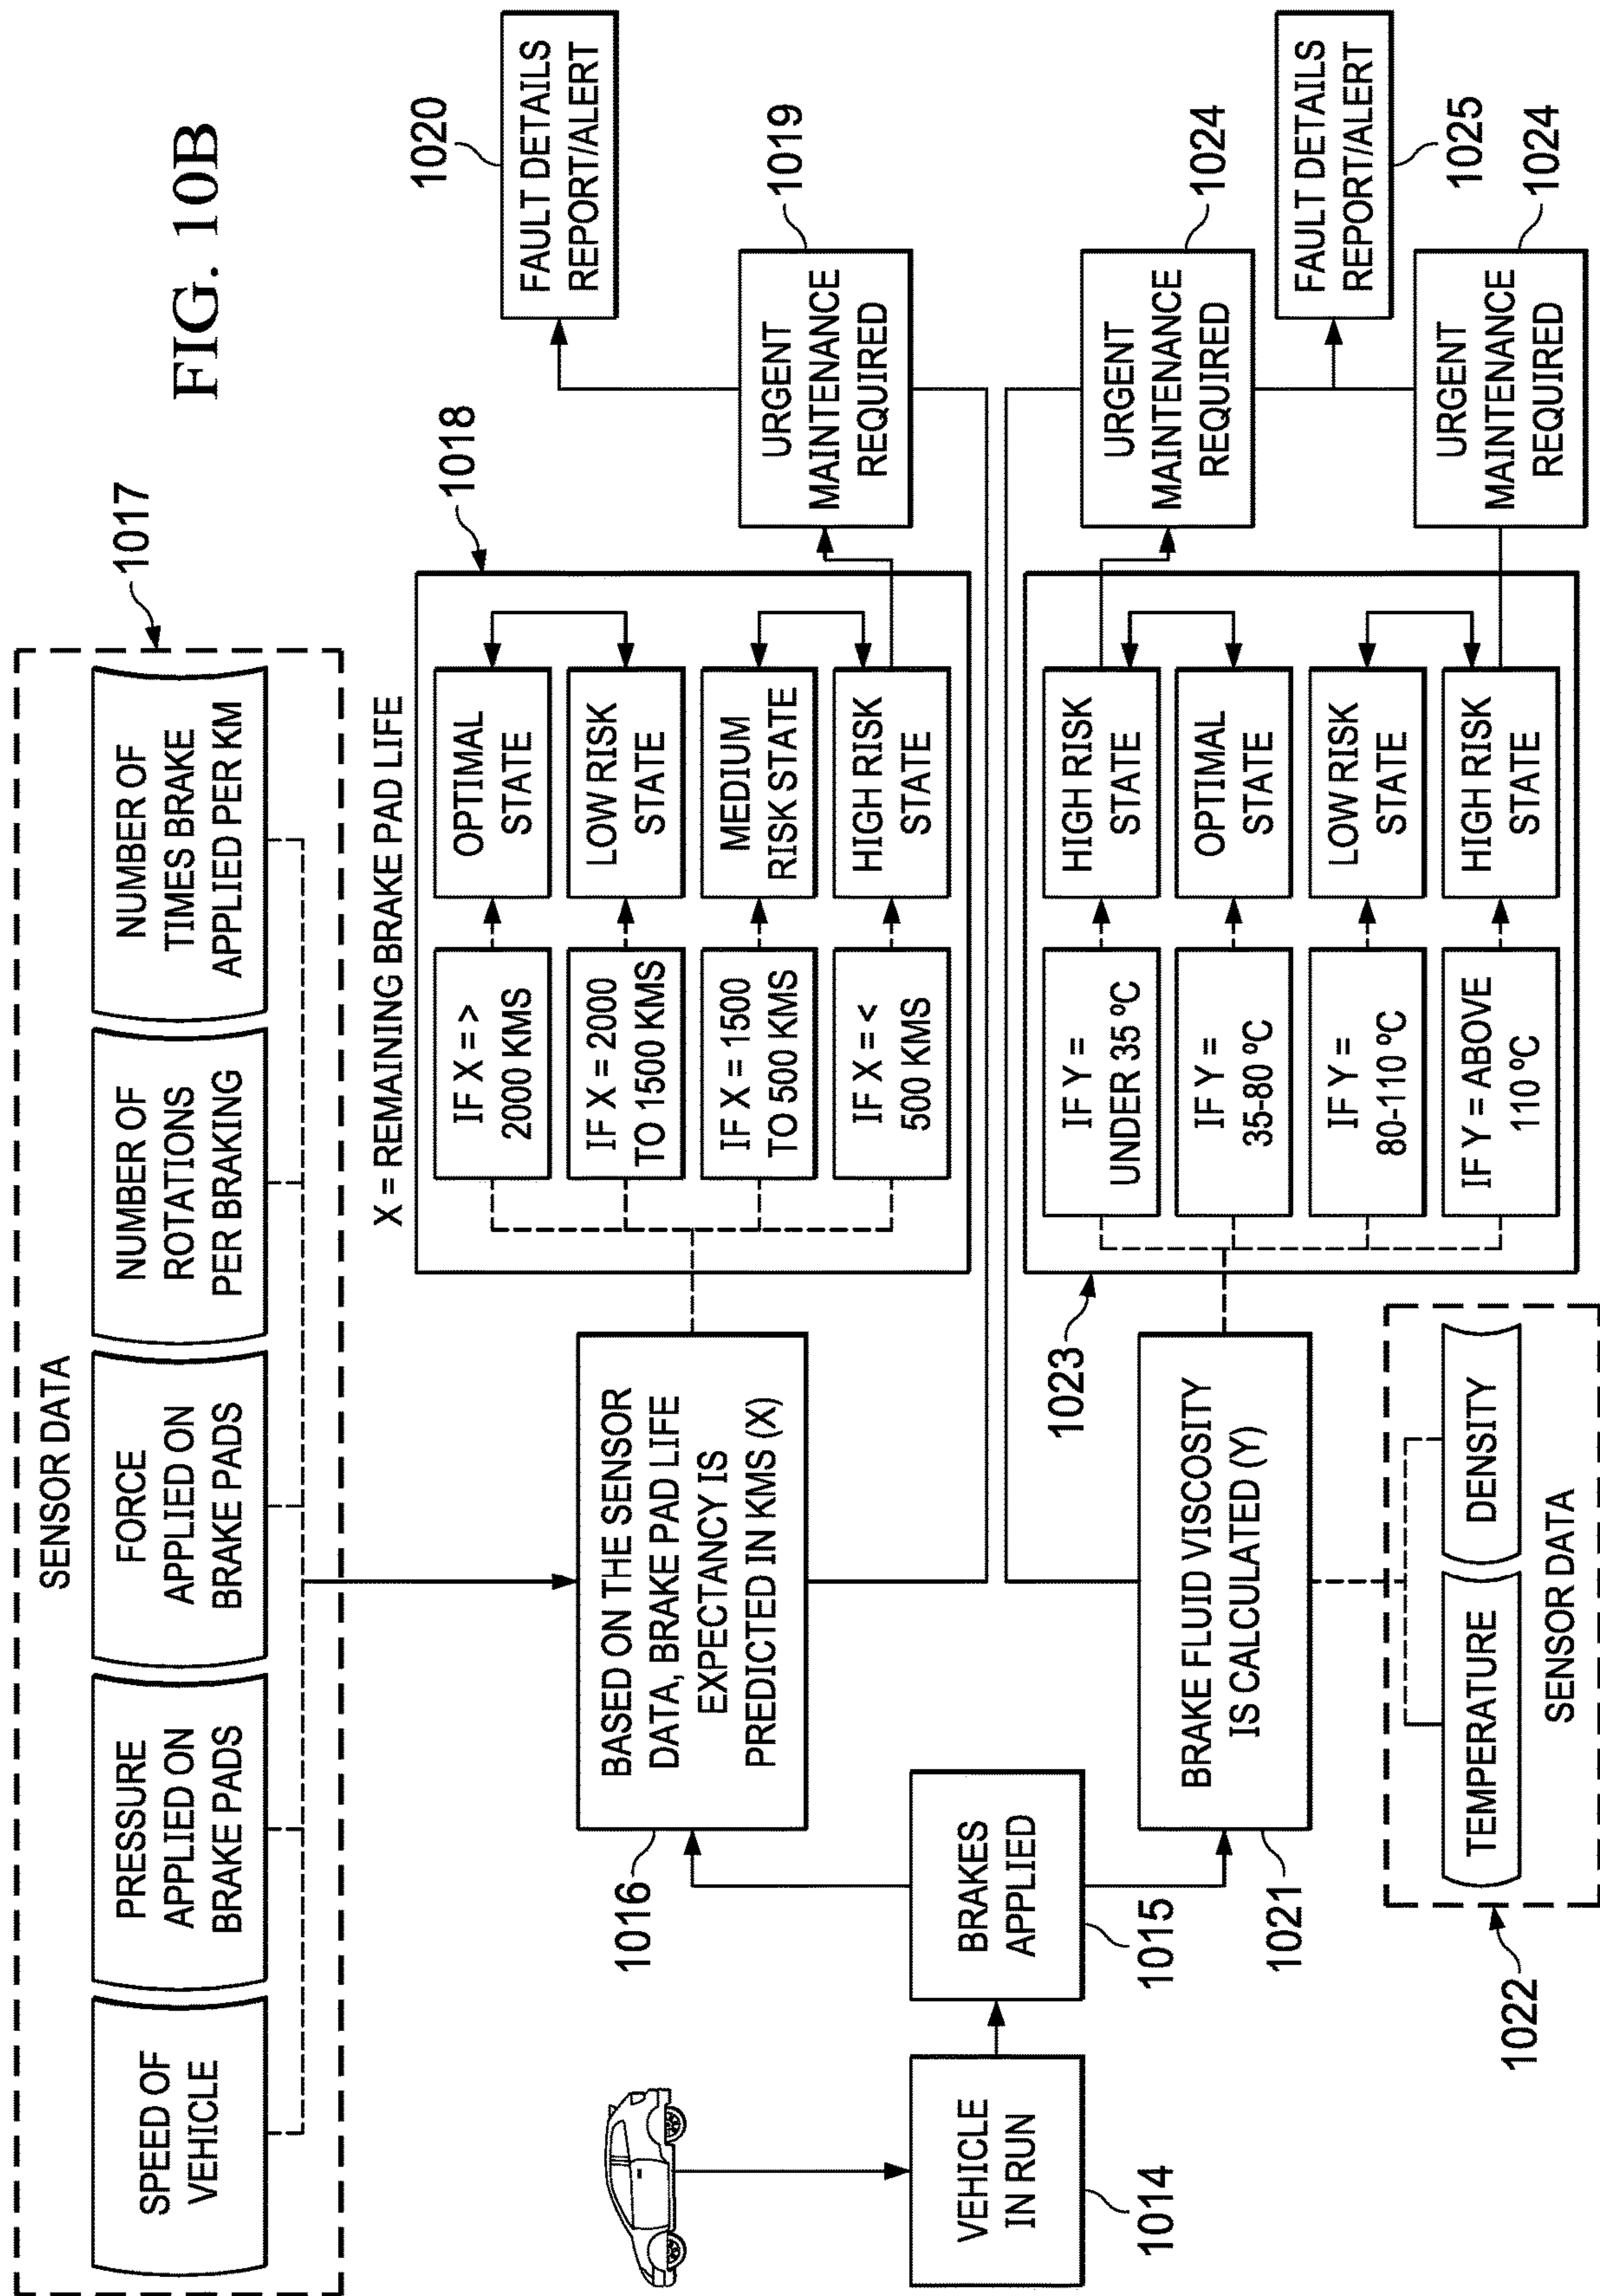 FIG. 10B
SENSOR DATA
1017
SPEED OF
VEHICLE
PRESSURE
APPLIED ON
BRAKE PADS
FORCE
APPLIED ON
BRAKE PADS
NUMBER OF
ROTATIONS
PER BRAKING
NUMBER OF
TIMES BRAKE
APPLIED PER KM
VEHICLE
IN RUN
1014
BRAKES
APPLIED
1015
1016
BASED ON THE SENSOR
DATA, BRAKE PAD LIFE
EXPECTANCY IS
PREDICTED IN KMS (X)
X = REMAINING BRAKE PAD LIFE
1018
IF X = >
2000 KMS
OPTIMAL
STATE
IF X = 2000
TO 1500 KMS
LOW RISK
STATE
IF X = 1500
TO 500 KMS
MEDIUM
RISK STATE
IF X = <
500 KMS
HIGH RISK
STATE
URGENT
MAINTENANCE
REQUIRED
1019
FAULT DETAILS
REPORT/ALERT
1020
BRAKE FLUID VISCOSITY
IS CALCULATED (Y)
1021
TEMPERATURE
DENSITY
SENSOR DATA
1022
1023
IF Y =
UNDER 35 ºC
HIGH RISK
STATE
IF Y =
35-80 ºC
OPTIMAL
STATE
IF Y =
80-110 ºC
LOW RISK
STATE
IF Y = ABOVE
110 ºC
HIGH RISK
STATE
URGENT
MAINTENANCE
REQUIRED
1024
FAULT DETAILS
REPORT/ALERT
1025
URGENT
MAINTENANCE
REQUIRED
1024